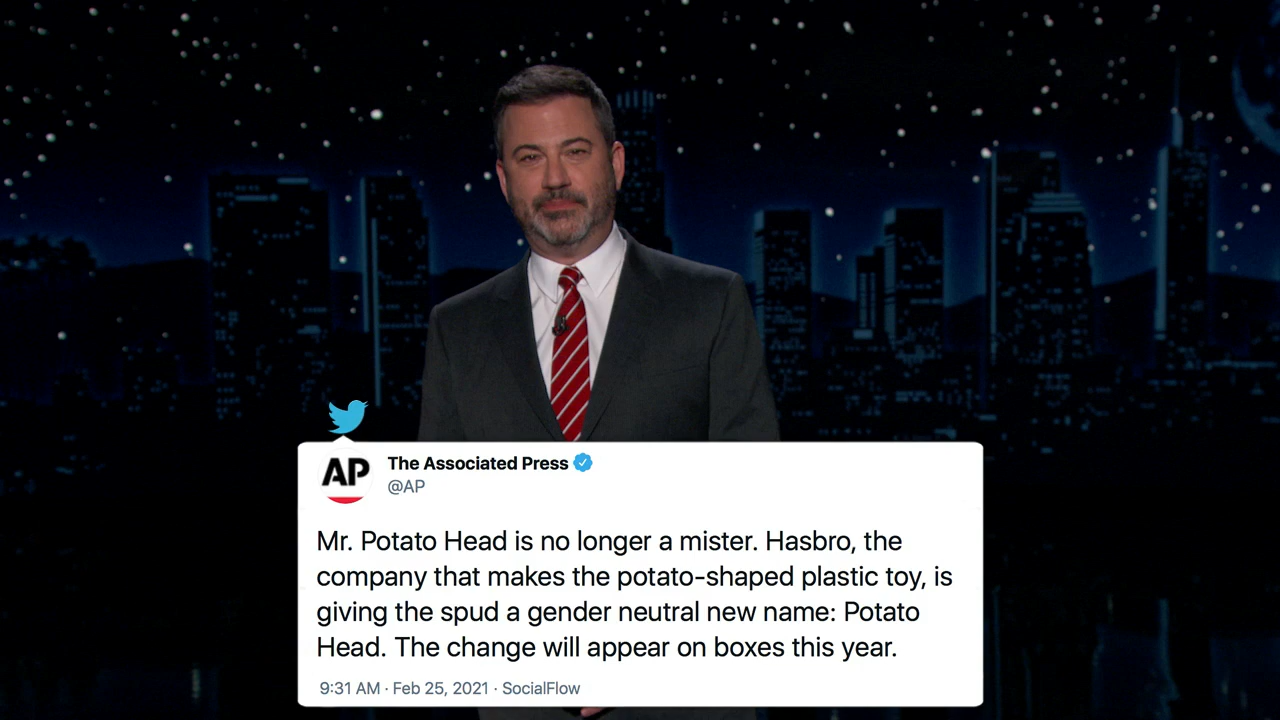 AP The Associated Press
@AP
Mr. Potato Head is no longer a mister. Hasbro, the
company that makes the potato-shaped plastic toy, is
giving the spud a gender neutral new name: Potato
Head. The change will appear on boxes this year.
9:31 AM · Feb 25, 2021 · SocialFlow